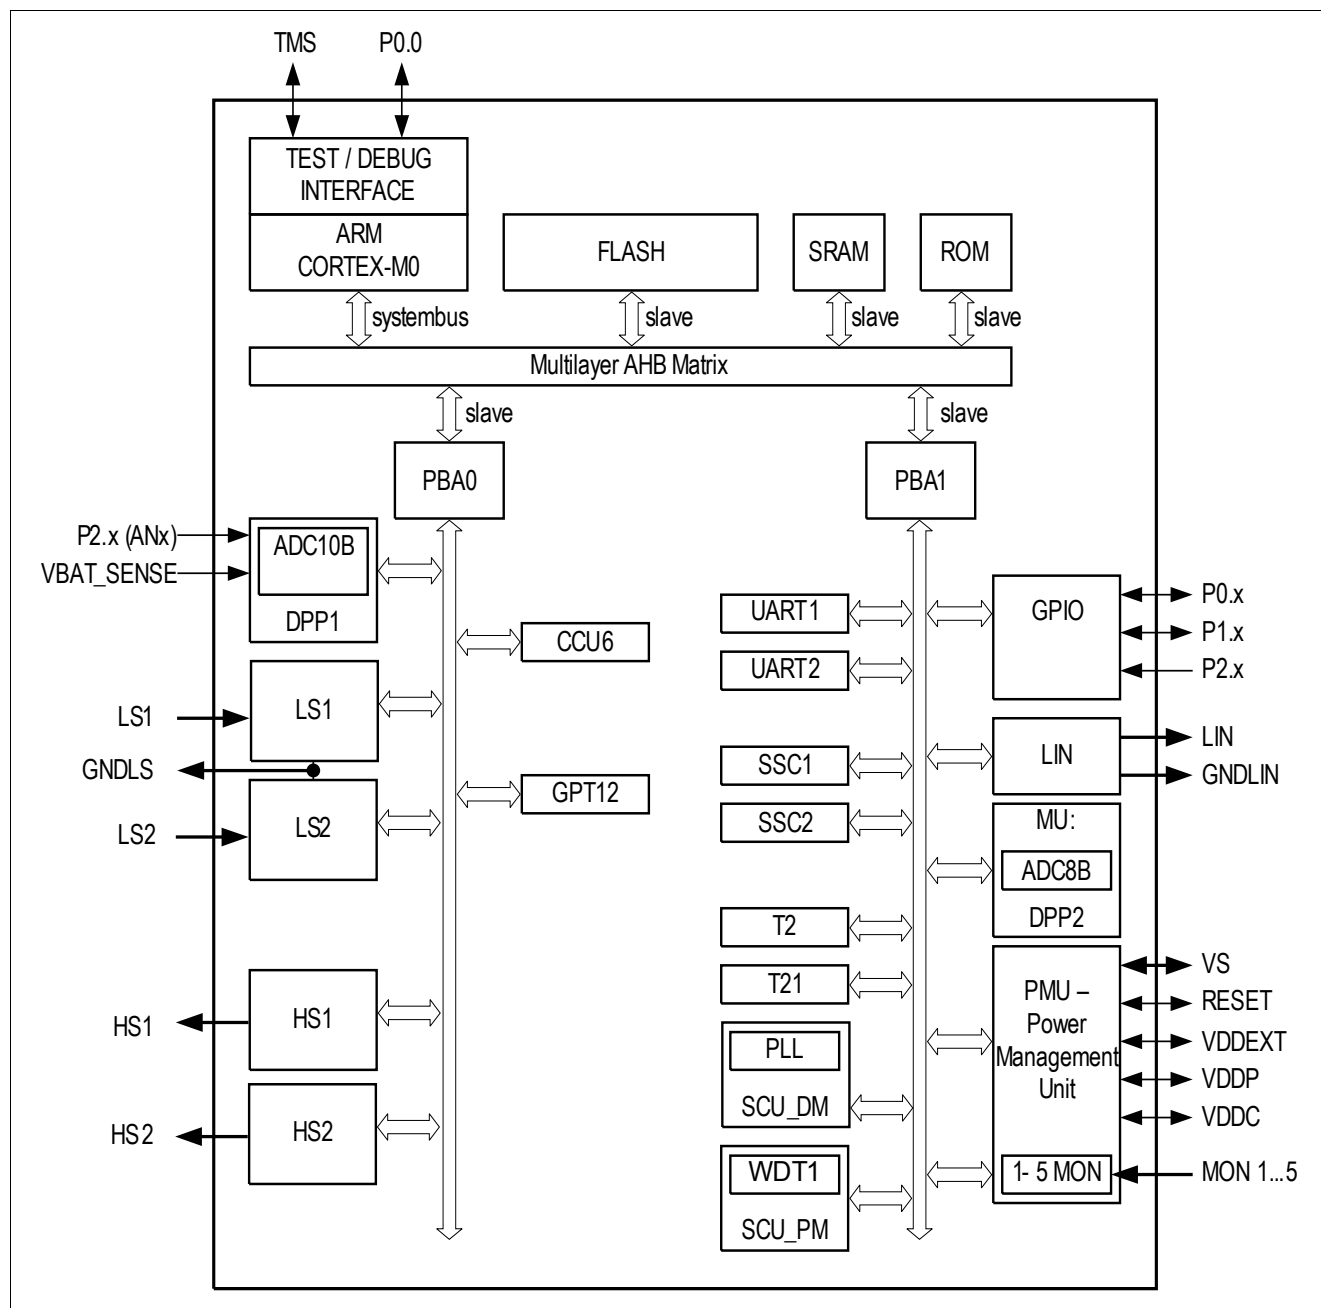 TMS
P0.0
TEST / DEBUG
INTERFACE
ARM
CORTEX-M0
FLASH
SRAM
ROM
systembus
slave
slave
slave
Multilayer AHB Matrix
slave
slave
PBA0
PBA1
P2.x (ANx)
VBAT_SENSE
ADC10B
DPP1
CCU6
LS1
LS1
GNDLS
GPT12
LS2
LS2
HS1
HS1
HS2
HS2
UART1
UART2
SSC1
SSC2
T2
T21
PLL
SCU_DM
WDT1
SCU_PM
GPIO
P0.x
P1.x
P2.x
LIN
LIN
GNDLIN
MU:
ADC8B
DPP2
PMU –
Power
Management
Unit
1- 5 MON
VS
RESET
VDDEXT
VDDP
VDDC
MON 1...5